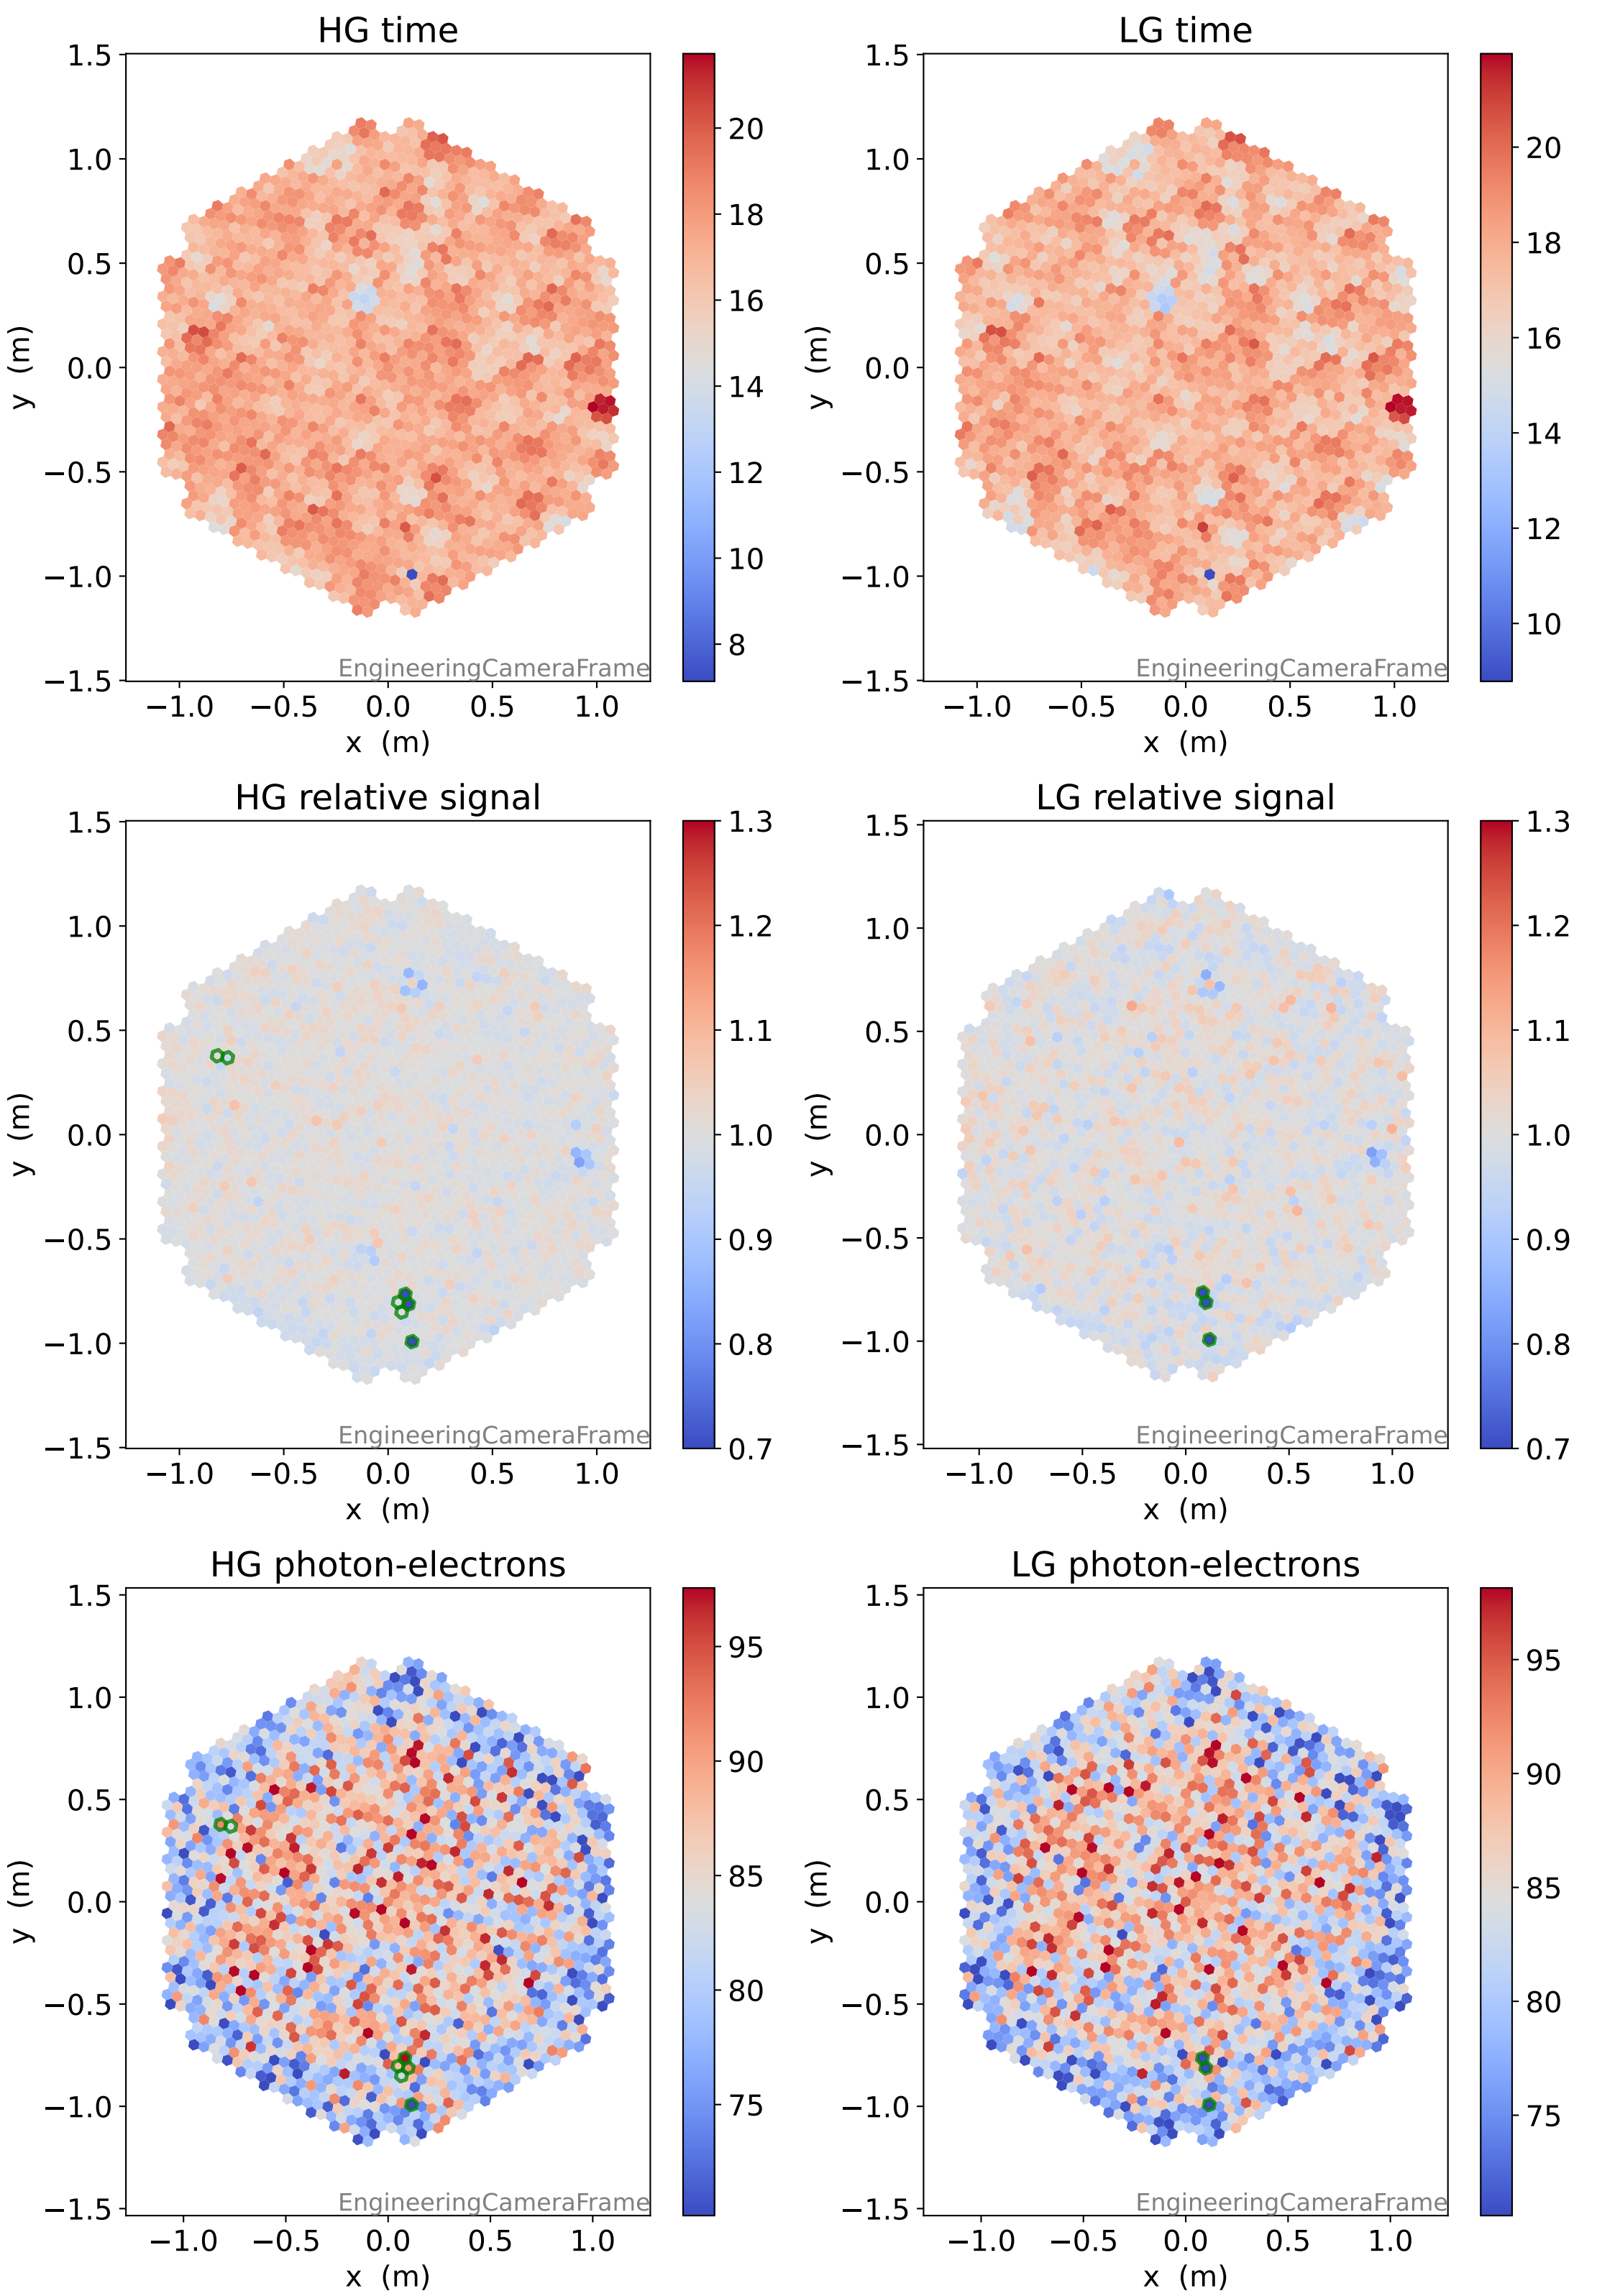 HG time
LG time
1.5
1.0
0.5
0.0
−0.5
−1.0
−1.5
y (m)
−1.0 −0.5 0.0 0.5 1.0
x (m)
EngineeringCameraFrame
20
18
16
14
12
10
8
1.5
1.0
0.5
0.0
−0.5
−1.0
−1.5
y (m)
−1.0 −0.5 0.0 0.5 1.0
x (m)
EngineeringCameraFrame
20
18
16
14
12
10
HG relative signal
LG relative signal
1.5
1.0
0.5
0.0
−0.5
−1.0
−1.5
y (m)
−1.0 −0.5 0.0 0.5 1.0
x (m)
EngineeringCameraFrame
1.3
1.2
1.1
1.0
0.9
0.8
0.7
1.5
1.0
0.5
0.0
−0.5
−1.0
−1.5
y (m)
−1.0 −0.5 0.0 0.5 1.0
x (m)
EngineeringCameraFrame
1.3
1.2
1.1
1.0
0.9
0.8
0.7
HG photon-electrons
LG photon-electrons
1.5
1.0
0.5
0.0
−0.5
−1.0
−1.5
y (m)
−1.0 −0.5 0.0 0.5 1.0
x (m)
EngineeringCameraFrame
95
90
85
80
75
1.5
1.0
0.5
0.0
−0.5
−1.0
−1.5
y (m)
−1.0 −0.5 0.0 0.5 1.0
x (m)
EngineeringCameraFrame
95
90
85
80
75